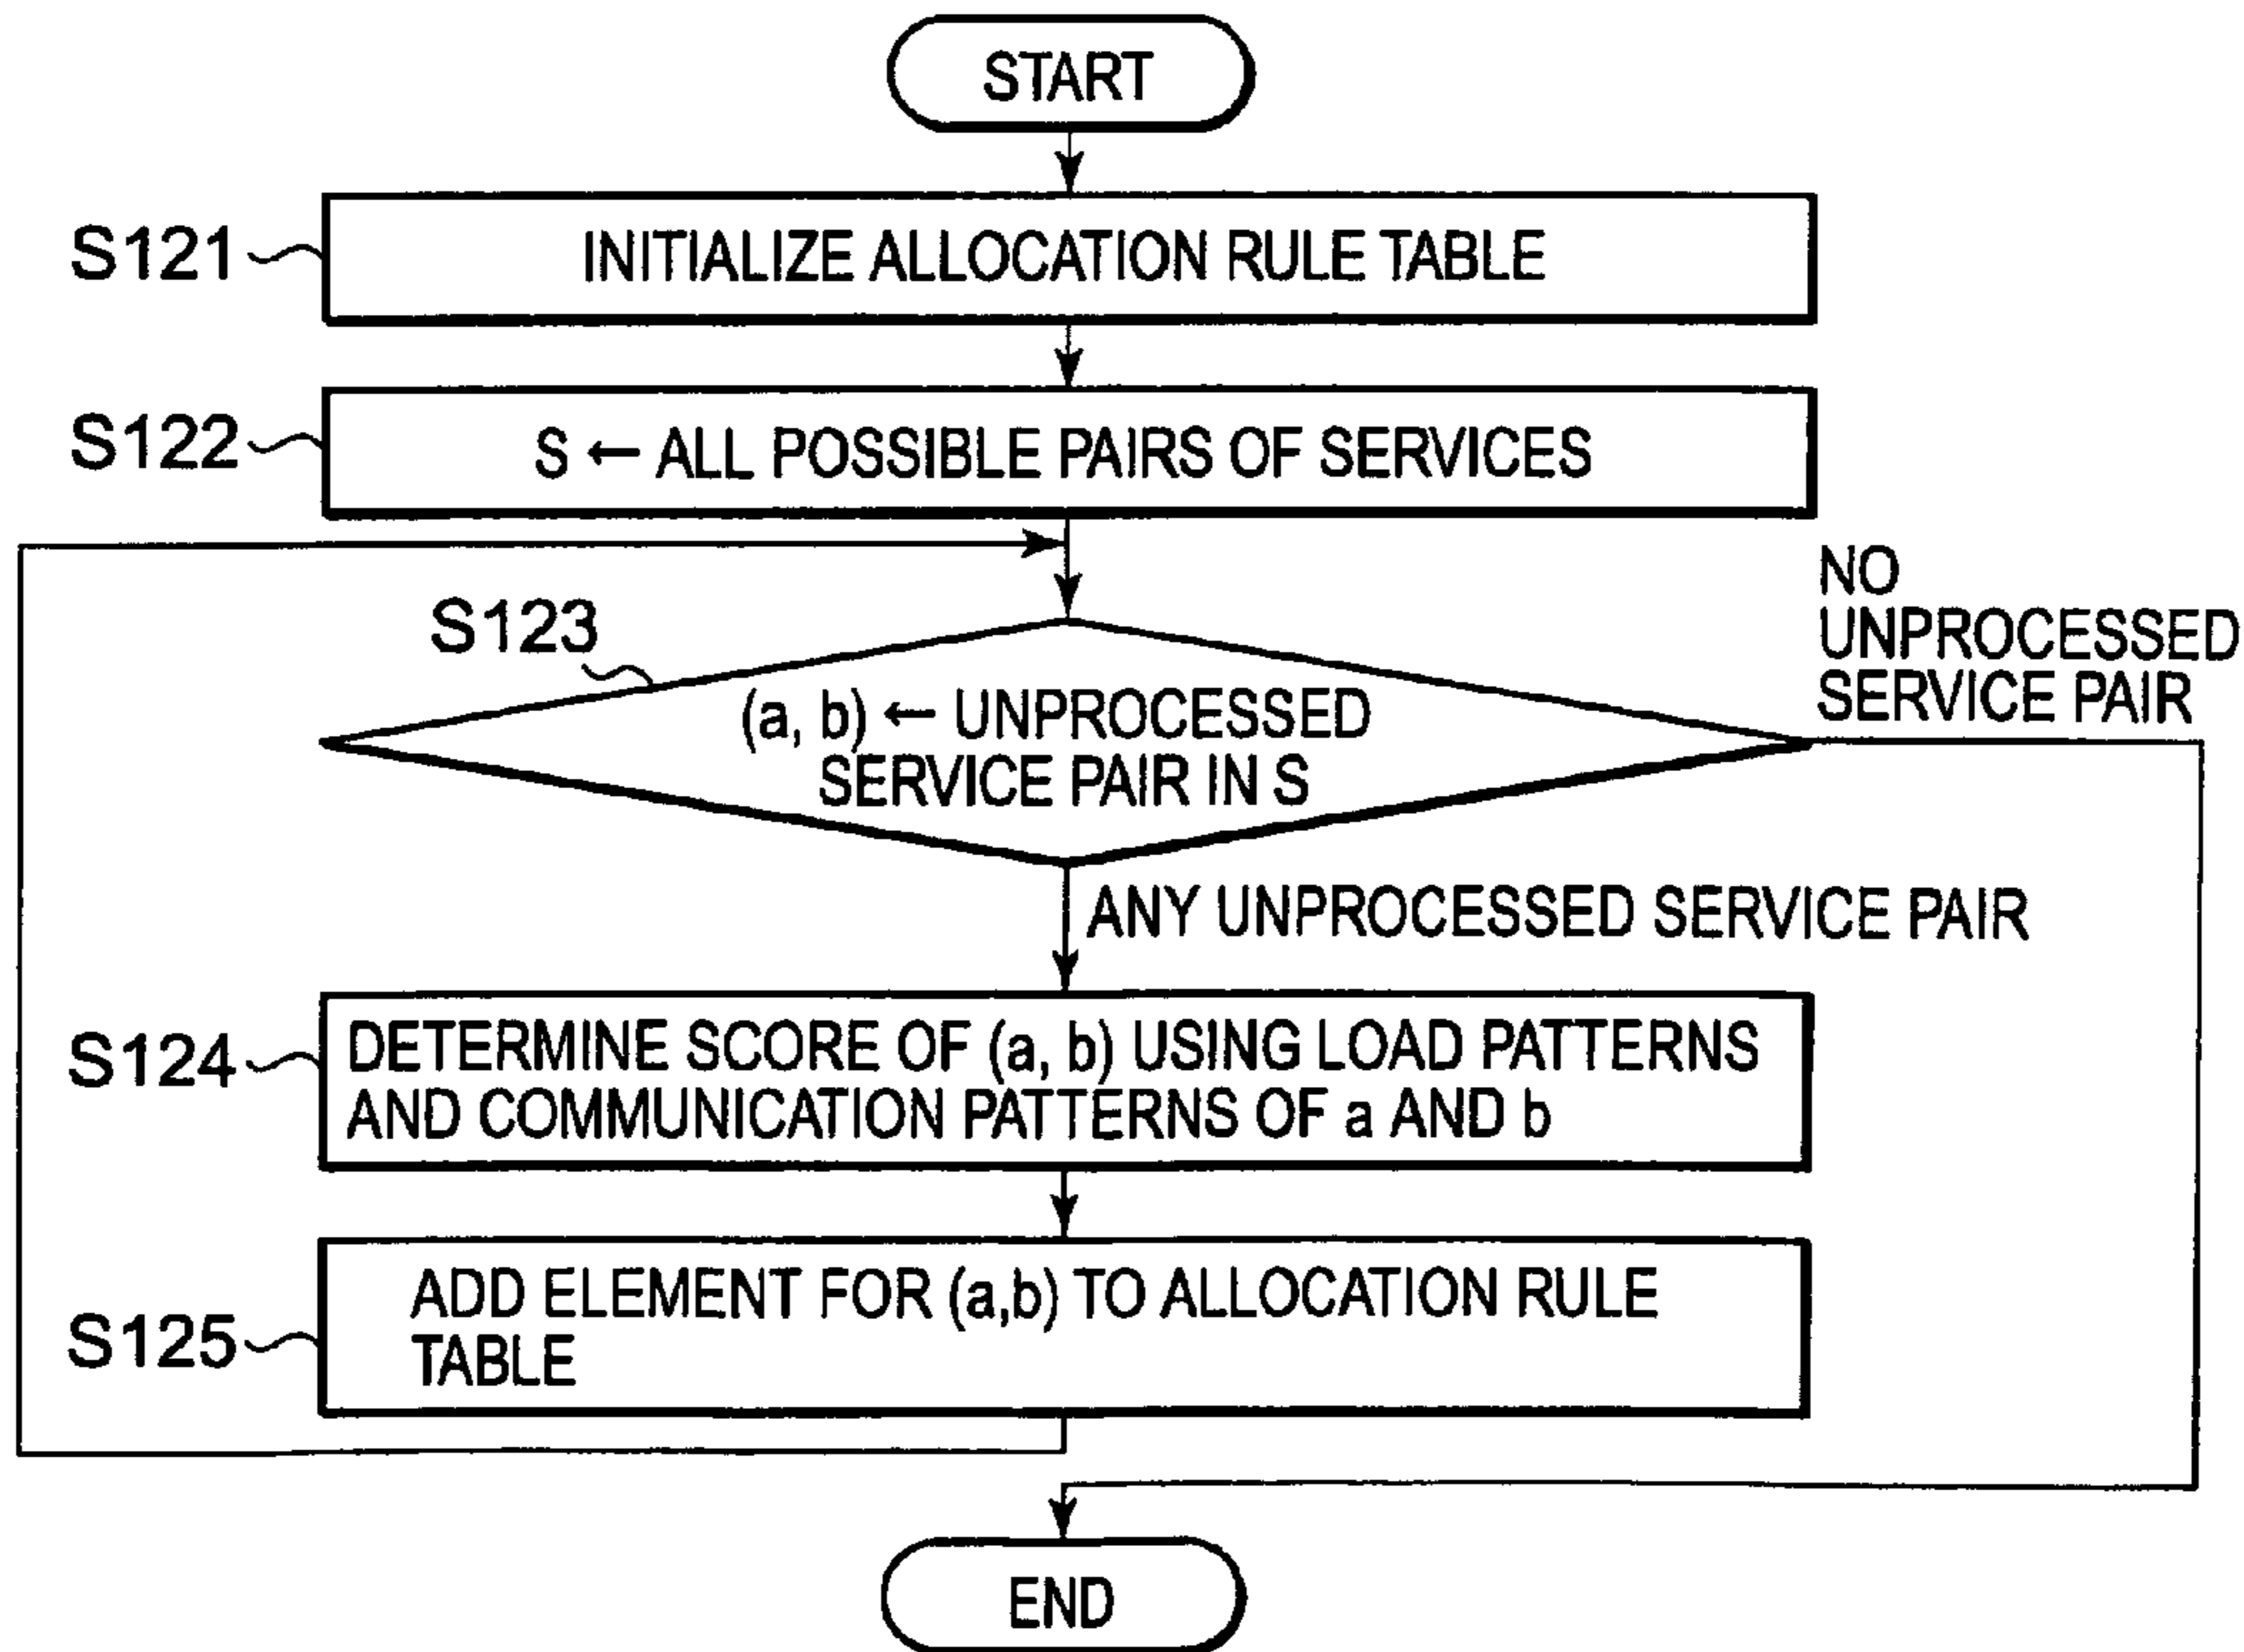 START
S121
INITIALIZE ALLOCATION RULE TABLE
S122
S ← ALL POSSIBLE PAIRS OF SERVICES
NO
UNPROCESSED
SERVICE PAIR
S123
(a, b) ← UNPROCESSED
SERVICE PAIR IN S
ANY UNPROCESSED SERVICE PAIR
S124
DETERMINE SCORE OF (a, b) USING LOAD PATTERNS
AND COMMUNICATION PATTERNS OF a AND b
S125
ADD ELEMENT FOR (a,b) TO ALLOCATION RULE
TABLE
END